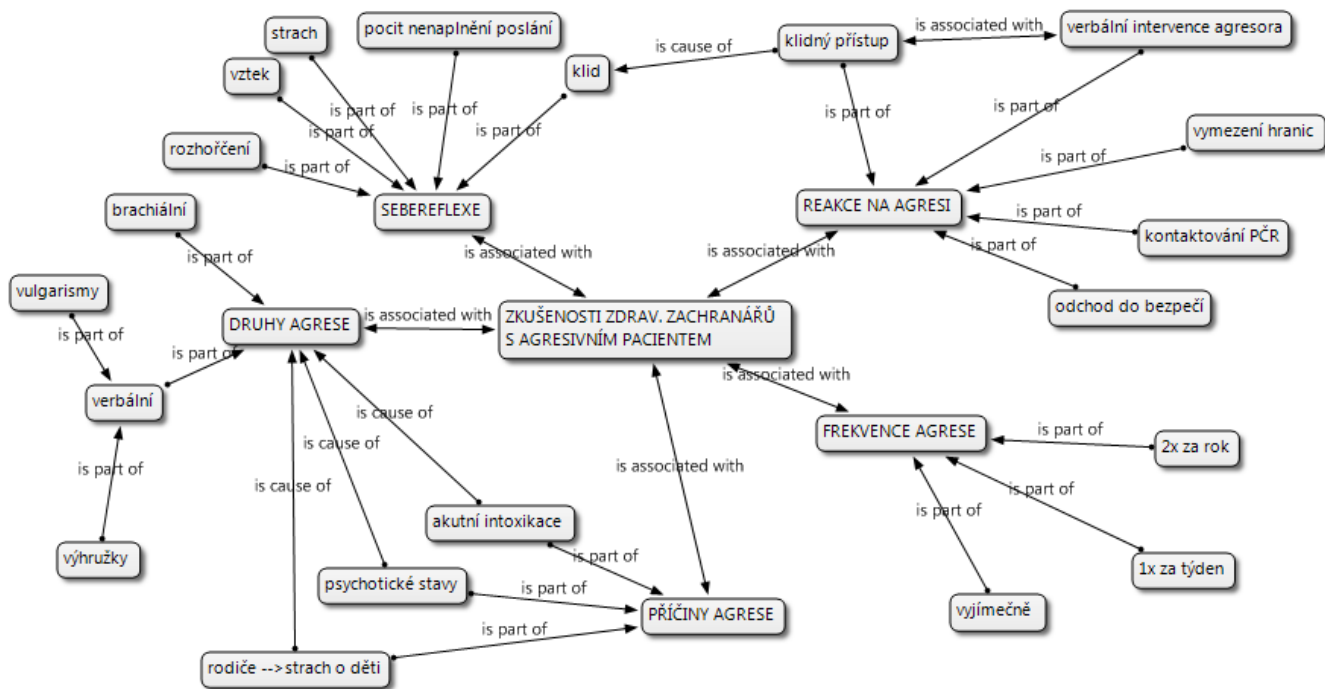 strach
pocit nenaplnění poslání
vztek
klid
is cause of
klidný přístup
is associated with
verbální intervence agresora
is part of
is part of
is part of
is part of
rozhořčení
is part of
is part of
is part of
vymezení hranic
is part of
brachiální
SEBEREFLEXE
REAKCE NA AGRESI
is part of
kontaktování PČR
is part of
is associated with
is associated with
is part of
vulgarismy
odchod do bezpečí
DRUHY AGRESE
is associated with
ZKUŠENOSTI ZDRAV. ZACHRANÁŘŮ
S AGRESIVNÍM PACIENTEM
is part of
is part of
is associated with
verbální
is cause of
FREKVENCE AGRESE
is part of
2x za rok
is cause of
is part of
is associated with
is cause of
is part of
akutní intoxikace
is part of
výhružky
is part of
1x za týden
psychotické stavy
is part of
PŘÍČINY AGRESE
vyjímečně
is part of
rodiče -->strach o děti